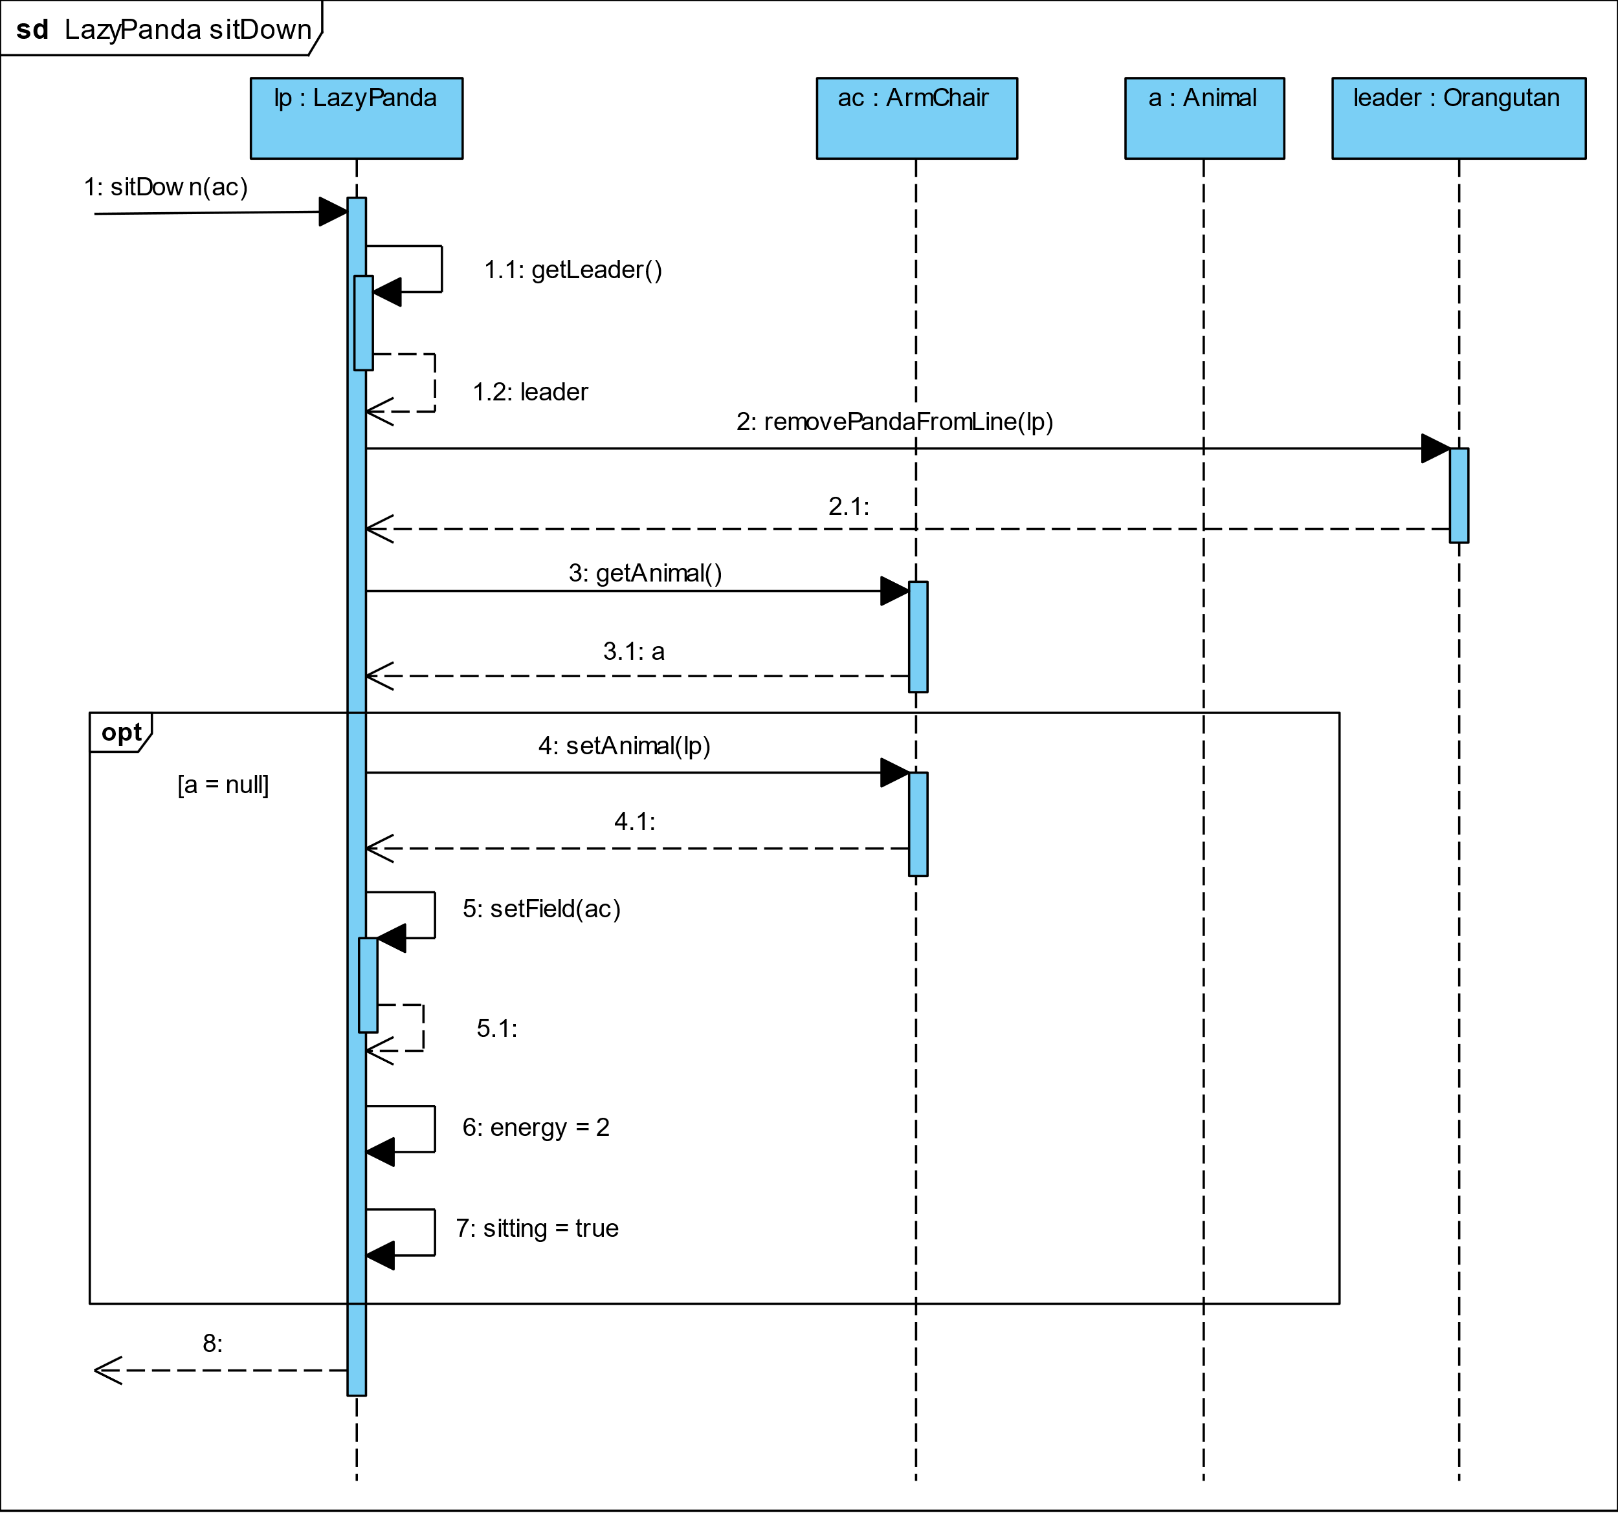 sd LazyPanda sitDown
lp : LazyPanda
ac : ArmChair
a : Animal
leader : Orangutan
1: sitDown(ac)
1.1: getLeader()
1.2: leader
2: removePandaFromLine(lp)
2.1:
3: getAnimal()
3.1: a
opt
4: setAnimal(lp)
[a = null]
4.1:
5: setField(ac)
5.1:
6: energy = 2
7: sitting = true
8: